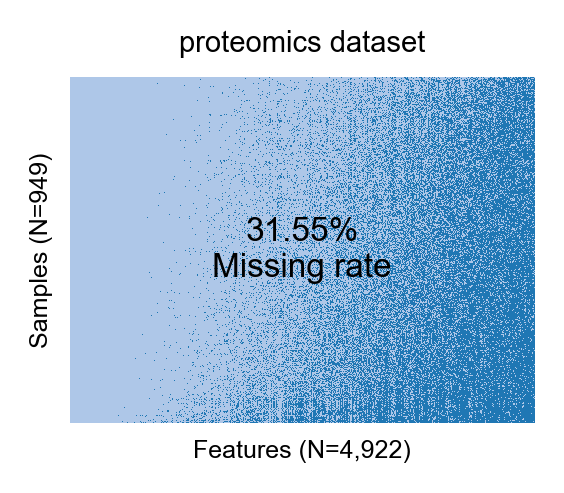 proteomics dataset
Samples (N=949)
31.55%
Missing rate
Features (N=4,922)